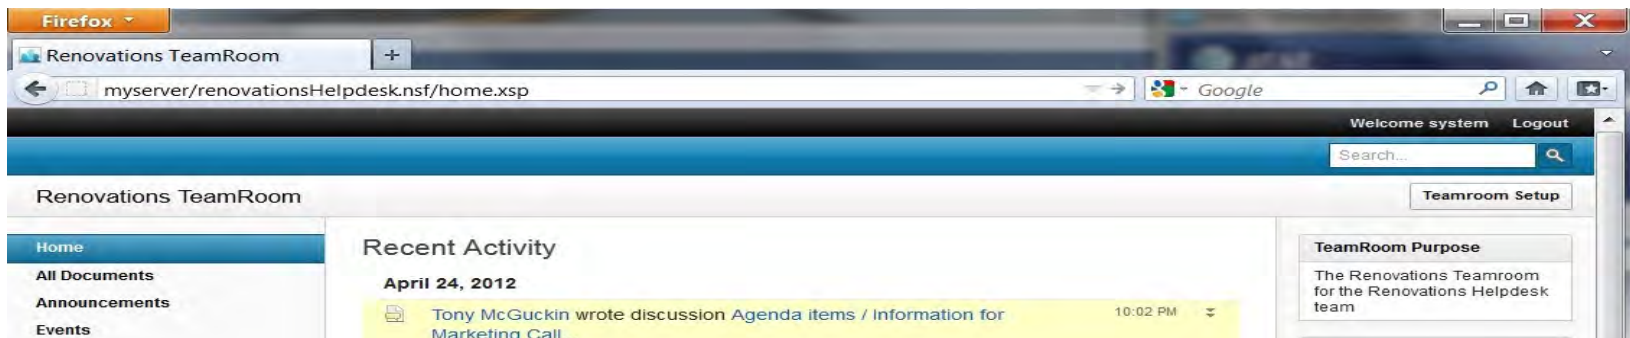 Firefox
Renovations TeamRoom
myserver/renovationsHelpdesk.nsf/home.xsp
Google
Welcome system Logout
Search...
Renovations TeamRoom
Teamroom Setup
Home
All Documents
Announcements
Events
Recent Activity
April 24, 2012
Tony McGuckin wrote discussion Agenda items / Information for
Marketing Call
10:02 PM
TeamRoom Purpose
The Renovations Teamroom
for the Renovations Helpdesk
team